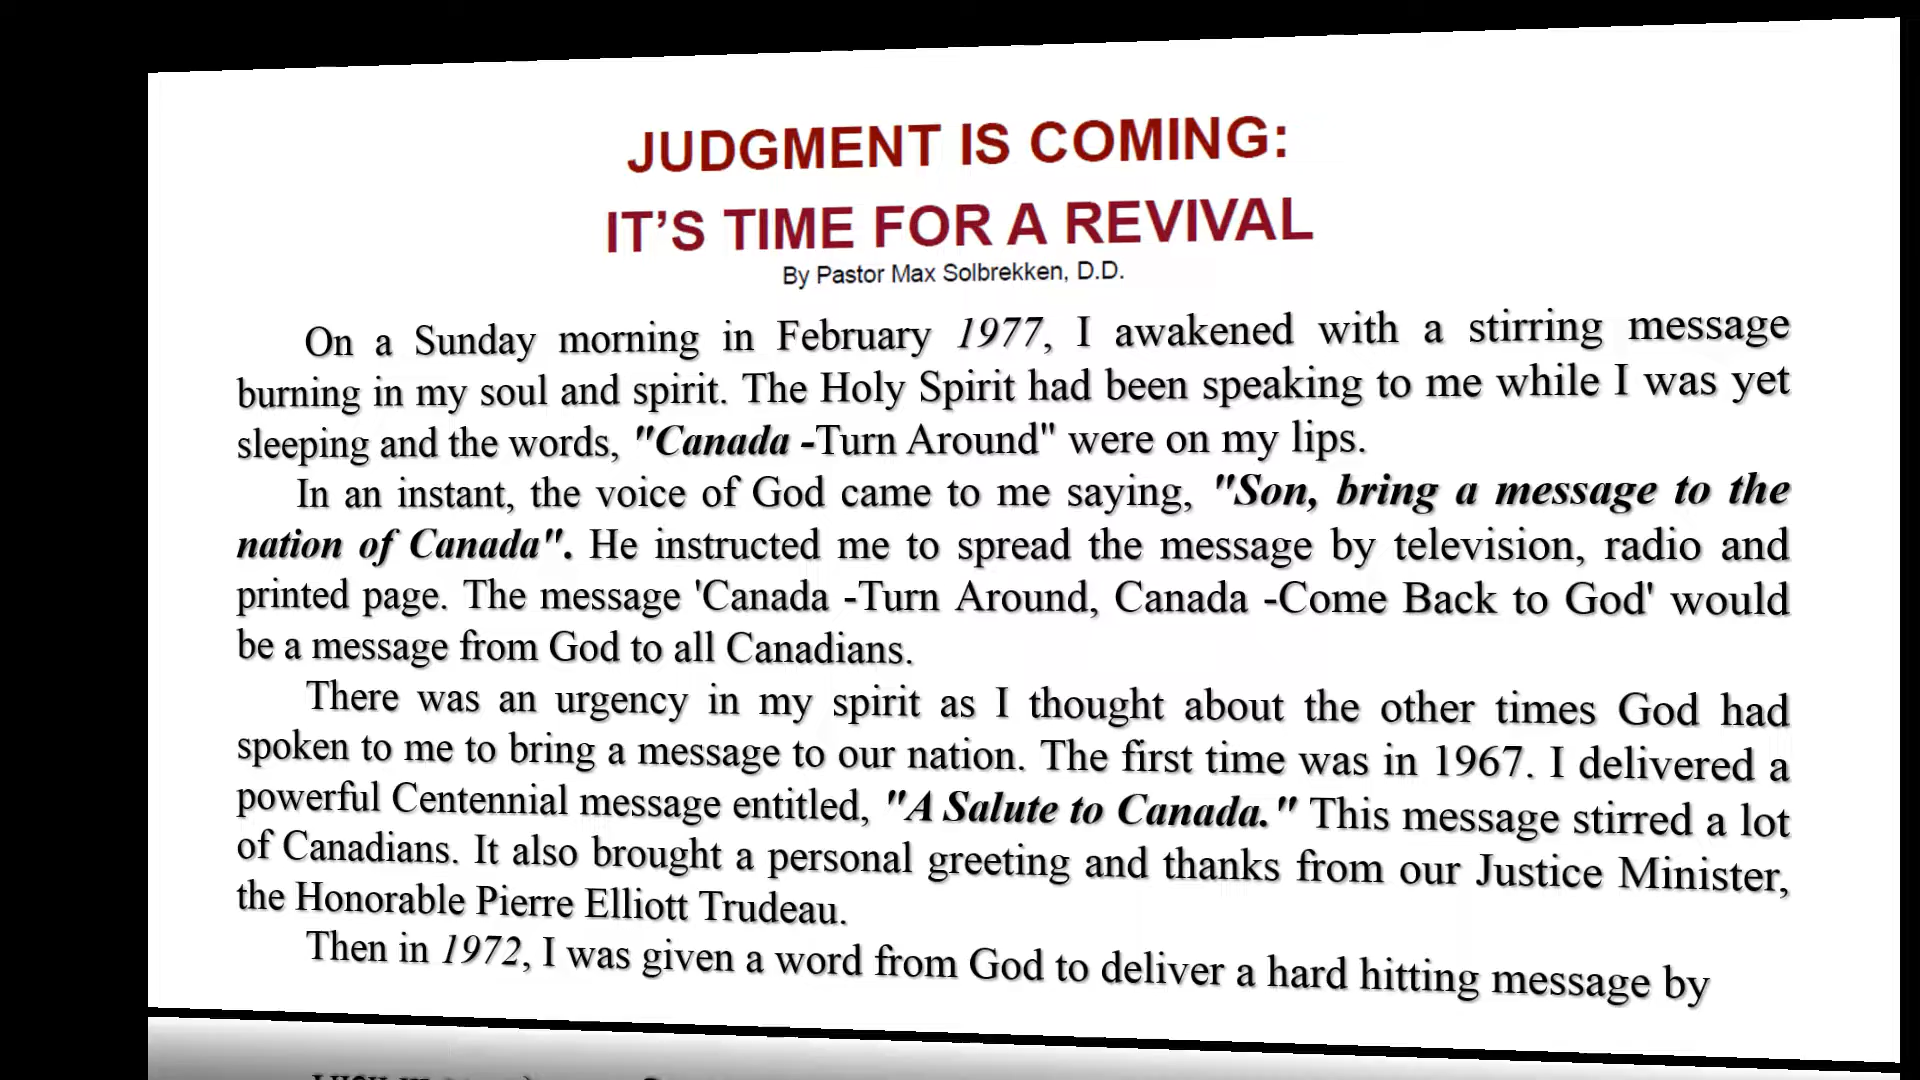 JUDGMENT IS COMING:
IT’S TIME FOR A REVIVAL
By Pastor Max Solbrekken, D.D.
On a Sunday morning in February 1977, I awakened with a stirring message
burning in my soul and spirit. The Holy Spirit had been speaking to me while I was yet
sleeping and the words, "Canada -Turn Around" were on my lips.
In an instant, the voice of God came to me saying, "Son, bring a message to the
nation of Canada". He instructed me to spread the message by television, radio and
printed page. The message 'Canada -Turn Around, Canada -Come Back to God' would
be a message from God to all Canadians.
There was an urgency in my spirit as I thought about the other times God had
spoken to me to bring a message to our nation. The first time was in 1967. I delivered a
powerful Centennial message entitled, "A Salute to Canada." This message stirred a lot
of Canadians. It also brought a personal greeting and thanks from our Justice Minister,
the Honorable Pierre Elliott Trudeau.
Then in 1972, I was given a word from God to deliver a hard hitting message by